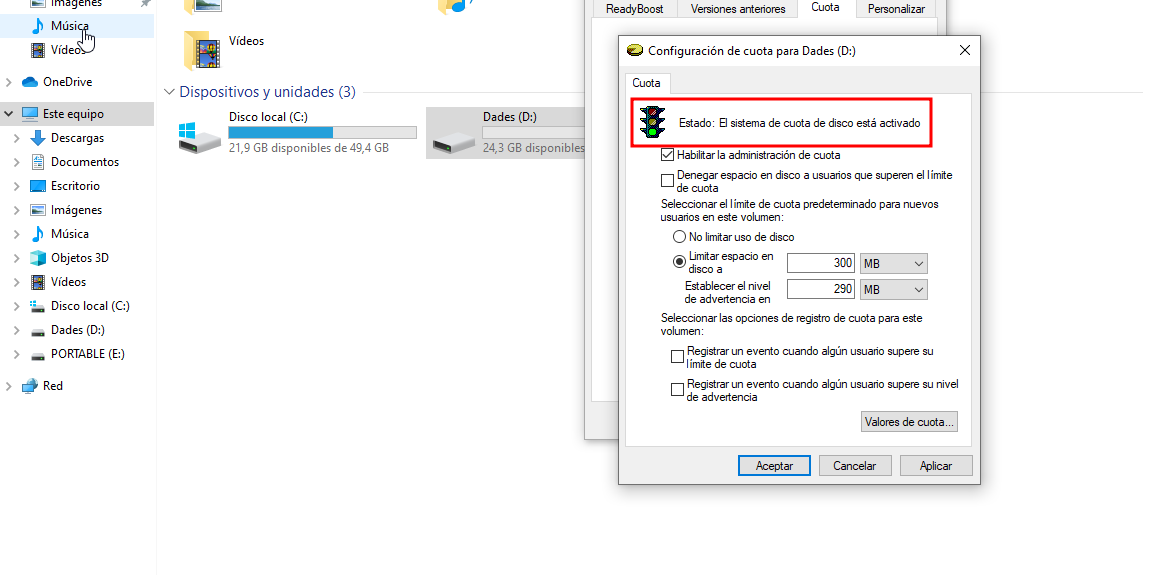 Imágenes
Música
Vídeos
OneDrive
Este equipo
Descargas
Documentos
Escritorio
Imágenes
Música
Objetos 3D
Vídeos
Disco local (C:)
Dades (D:)
PORTABLE (E:)
Red
Vídeos
Dispositivos y unidades (3)
Disco local (C:)
21,9 GB disponibles de 49,4 GB
Dades (D:)
24,3 GB disponibles
ReadyBoost
Versiones anteriores
Cuota
Personalizar
Configuración de cuota para Dades (D:)
Cuota
Estado: El sistema de cuota de disco está activado
Habilitar la administración de cuota
Denegar espacio en disco a usuarios que superen el límite
de cuota
Seleccionar el límite de cuota predeterminado para nuevos
usuarios en este volumen:
No limitar uso de disco
Limitar espacio en
disco a
300
MB
Establecer el nivel
de advertencia en
290
MB
Seleccionar las opciones de registro de cuota para este
volumen:
Registrar un evento cuando algún usuario supere su
límite de cuota
Registrar un evento cuando algún usuario supere su nivel
de advertencia
Valores de cuota...
Aceptar
Cancelar
Aplicar